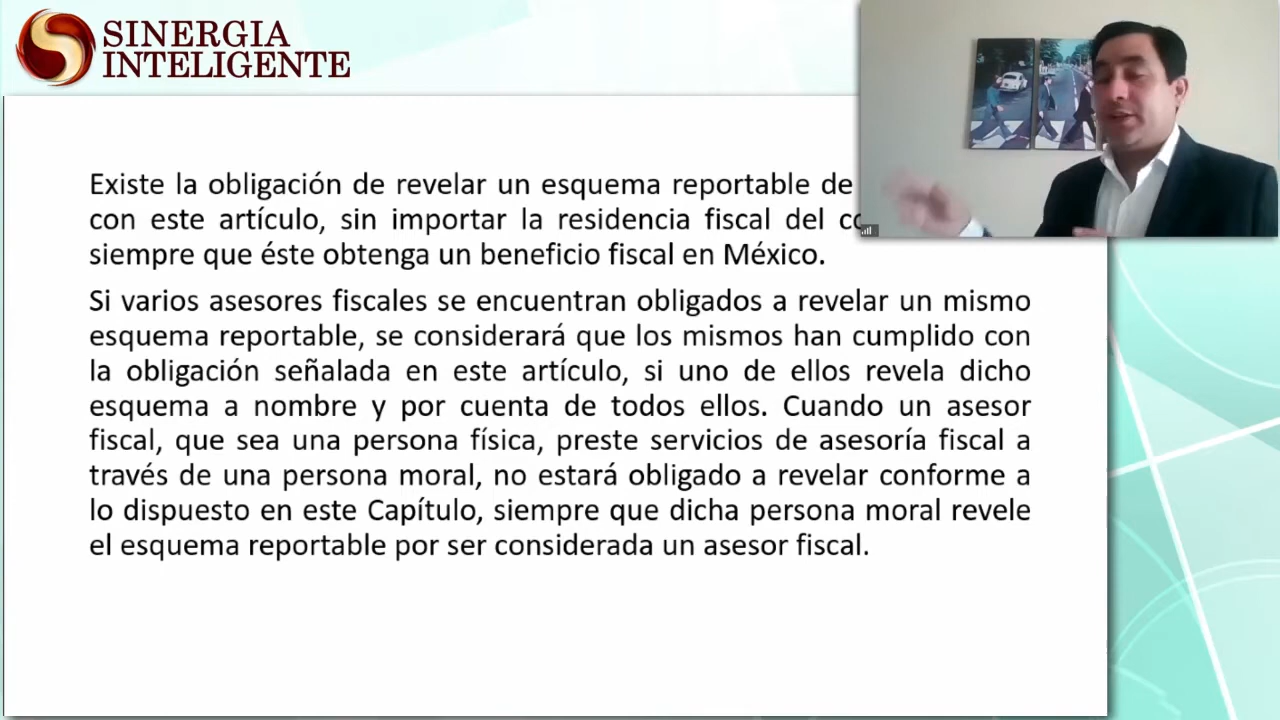 SINERGIA
INTELIGENTE
Existe la obligación de revelar un esquema reportable de
con este artículo, sin importar la residencia fiscal del
siempre que éste obtenga un beneficio fiscal en México.
Si varios asesores fiscales se encuentran obligados a revelar un mismo
esquema reportable, se considerará que los mismos han cumplido con
la obligación señalada en este artículo, si uno de ellos revela dicho
esquema a nombre y por cuenta de todos ellos. Cuando un asesor
fiscal, que sea una persona física, preste servicios de asesoría fiscal a
través de una persona moral, no estará obligado a revelar conforme a
lo dispuesto en este Capítulo, siempre que dicha persona moral revele
el esquema reportable por ser considerada un asesor fiscal.